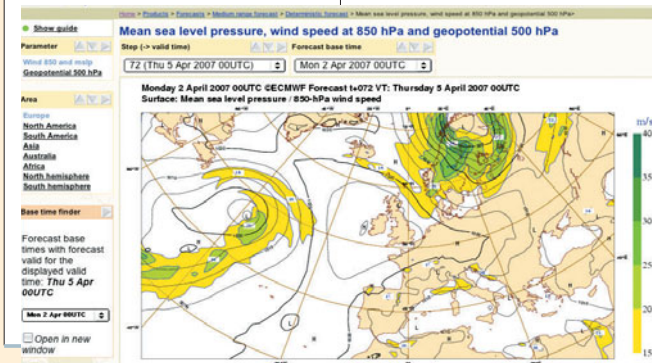 Home > Products > Forecasts > Medium range forecast > Deterministic forecast > Mean sea level pressure, wind speed at 850 hPa and geopotential 500 hPa>
Show guide
Mean sea level pressure, wind speed at 850 hPa and geopotential 500 hPa
Parameter
Step (-> valid time)
Forecast base time
Wind 850 and mslp
Geopotential 500 hPa
72 (Thu 5 Apr 2007 00UTC)
Mon 2 Apr 2007 00UTC
Monday 2 April 2007 00UTC ©ECMWF Forecast t+072 VT: Thursday 5 April 2007 00UTC
Surface: Mean sea level pressure / 850-hPa wind speed
Area
Europe
North America
South America
Asia
Australia
Africa
North hemisphere
South hemisphere
m/s
40
35
30
25
20
15
Base time finder
Forecast base
times with forecast
valid for the
displayed valid
time: Thu 5 Apr
00UTC
Mon 2 Apr 00UTC
Open in new
window